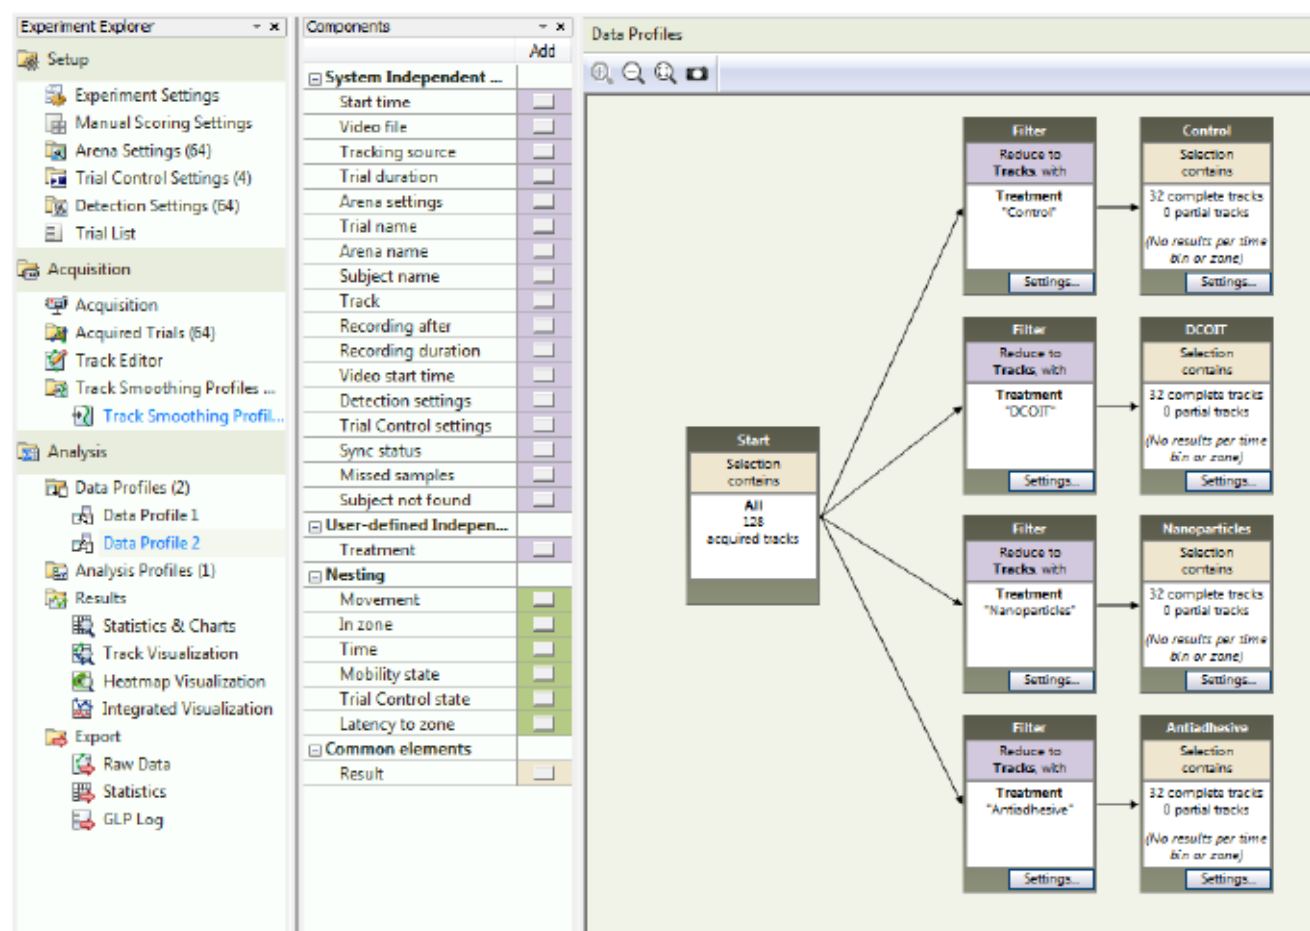 Experiment Explorer
Setup
Experiment Settings
Manual Scoring Settings
Arena Settings (64)
Trial Control Settings (4)
Detection Settings (64)
Trial List
Acquisition
Acquisition
Acquired Trials (64)
Track Editor
Track Smoothing Profiles ...
Track Smoothing Profil...
Analysis
Data Profiles (2)
Data Profile 1
Data Profile 2
Analysis Profiles (1)
Results
Statistics & Charts
Track Visualization
Heatmap Visualization
Integrated Visualization
Export
Raw Data
Statistics
GLP Log
Components
Add
System Independent ...
Start time
Video file
Tracking source
Trial duration
Arena settings
Trial name
Arena name
Subject name
Track
Recording after
Recording duration
Video start time
Detection settings
Trial Control settings
Sync status
Missed samples
Subject not found
User-defined Indepen...
Treatment
Nesting
Movement
In zone
Time
Mobility state
Trial Control state
Latency to zone
Common elements
Result
Data Profiles
Start
Selection
contains
All
128
acquired tracks
Filter
Reduce to
Tracks, with
Treatment
"Control"
Settings...
Control
Selection
contains
32 complete tracks
0 partial tracks
(No results per time
bin or zone)
Settings...
Filter
Reduce to
Tracks, with
Treatment
"DCOIT"
Settings...
DCOIT
Selection
contains
32 complete tracks
0 partial tracks
(No results per time
bin or zone)
Settings...
Filter
Reduce to
Tracks, with
Treatment
"Nanoparticles"
Settings...
Nanoparticles
Selection
contains
32 complete tracks
0 partial tracks
(No results per time
bin or zone)
Settings...
Filter
Reduce to
Tracks, with
Treatment
"Antiadhesive"
Settings...
Antiadhesive
Selection
contains
32 complete tracks
0 partial tracks
(No results per time
bin or zone)
Settings...